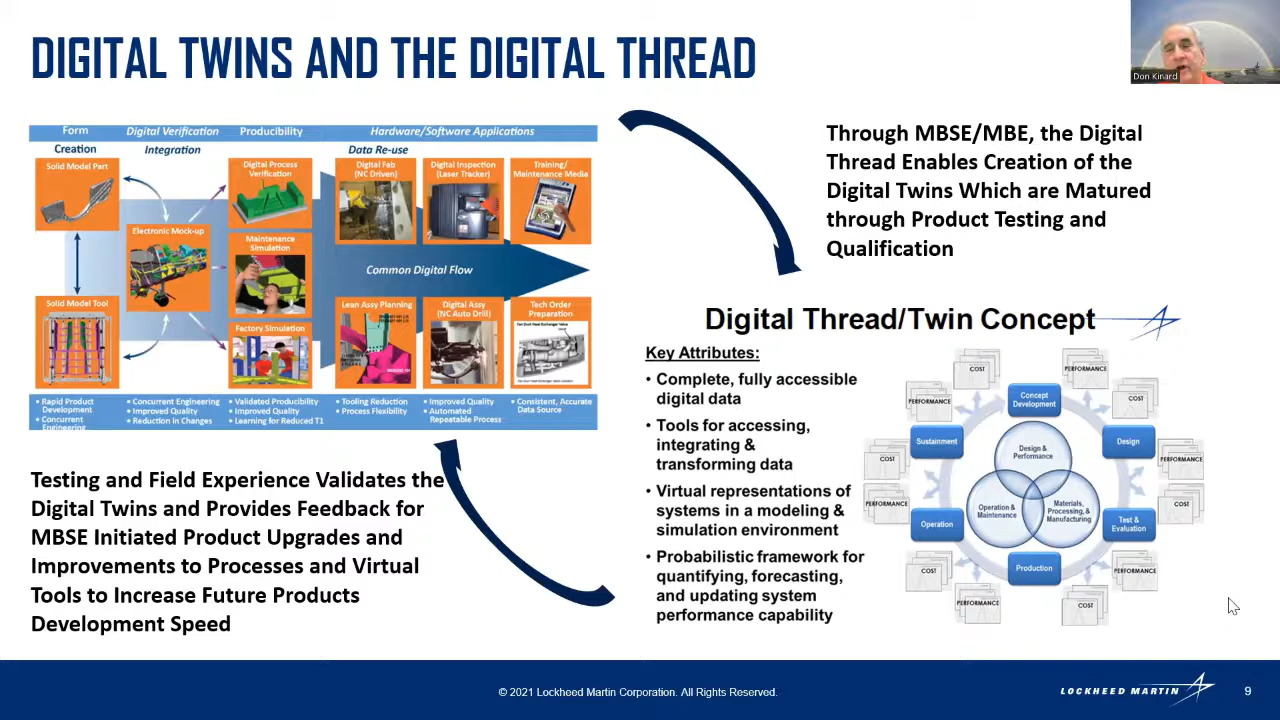 DIGITAL TWINS AND THE DIGITAL THREAD
Don Kinard
Form
Digital Verification
Producibility
Hardware/Software Applications
Creation
Integration
Data Re-use
Solid Model Part
Electronic Mock-up
Solid Model Tool
Digital Process
Verification
Maintenance
Simulation
Factory Simulation
Digital Fab
(NC Driven)
Digital Inspection
(Laser Tracker)
Training/
Maintenance Media
Common Digital Flow
Lean Assy Planning
Digital Assy
(NC Auto Drill)
Tech Order
Preparation
• Rapid Product
Development
• Concurrent
Engineering
• Concurrent Engineering
• Improved Quality
• Reduction in Changes
• Validated Producibility
• Improved Quality
• Learning for Reduced T1
• Tooling Reduction
• Process Flexibility
• Improved Quality
• Automated
Repeatable Process
• Consistent, Accurate
Data Source
Through MBSE/MBE, the Digital
Thread Enables Creation of the
Digital Twins Which are Matured
through Product Testing and
Qualification
Testing and Field Experience Validates the
Digital Twins and Provides Feedback for
MBSE Initiated Product Upgrades and
Improvements to Processes and Virtual
Tools to Increase Future Products
Development Speed
Digital Thread/Twin Concept
Key Attributes:
• Complete, fully accessible
digital data
• Tools for accessing,
integrating &
transforming data
• Virtual representations of
systems in a modeling &
simulation environment
• Probabilistic framework for
quantifying, forecasting,
and updating system
performance capability
COST
PERFORMANCE
PERFORMANCE
COST
Concept
Development
Sustainment
Design
Design &
Performance
COST
PERFORMANCE
PERFORMANCE
COST
Operation &
Maintenance
Materials,
Processing, &
Manufacturing
Operation
Test &
Evaluation
Production
COST
PERFORMANCE
PERFORMANCE
COST
© 2021 Lockheed Martin Corporation. All Rights Reserved.
LOCKHEED MARTIN
9